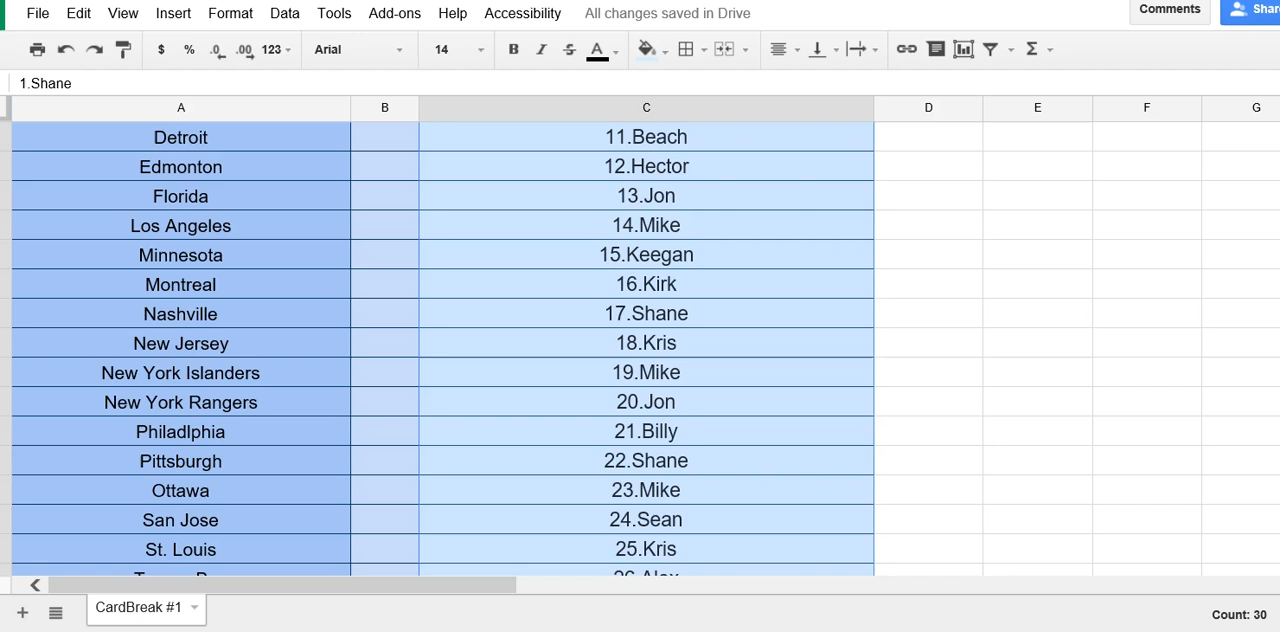 File Edit View Insert Format Data Tools Add-ons Help Accessibility All changes saved in Drive Comments
$ % .0 .00 123 Arial 14 B I S A Σ
1.Shane
A B C D E F G
Detroit 11.Beach
Edmonton 12.Hector
Florida 13.Jon
Los Angeles 14.Mike
Minnesota 15.Keegan
Montreal 16.Kirk
Nashville 17.Shane
New Jersey 18.Kris
New York Islanders 19.Mike
New York Rangers 20.Jon
Philadlphia 21.Billy
Pittsburgh 22.Shane
Ottawa 23.Mike
San Jose 24.Sean
St. Louis 25.Kris
CardBreak #1 Count: 30